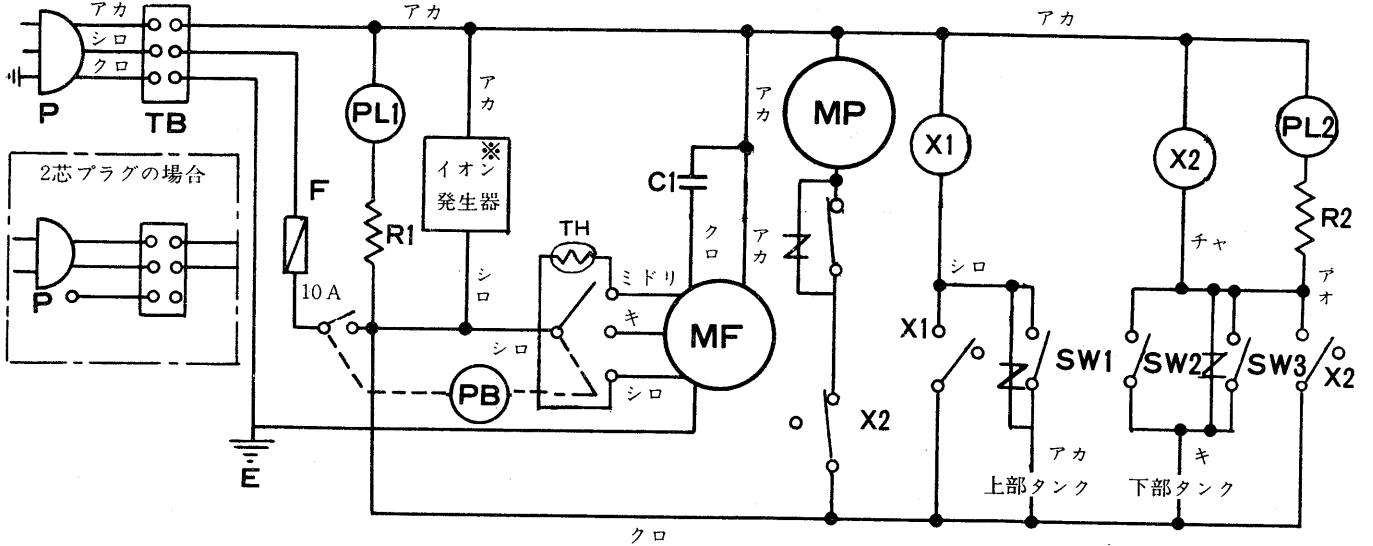 アカ
シロ
クロ
P
TB
アカ
アカ
2芯プラグの場合
P
F
10A
PL1
R1
アカ
※
イオン
発生器
シロ
シロ
PB
TH
ミドリ
キ
シロ
C1
クロ
アカ
アカ
MF
E
MP
X2
X1
シロ
X1
SW1
アカ
上部タンク
X2
チャ
SW2
SW3
キ
下部タンク
PL2
R2
アオ
X2
クロ